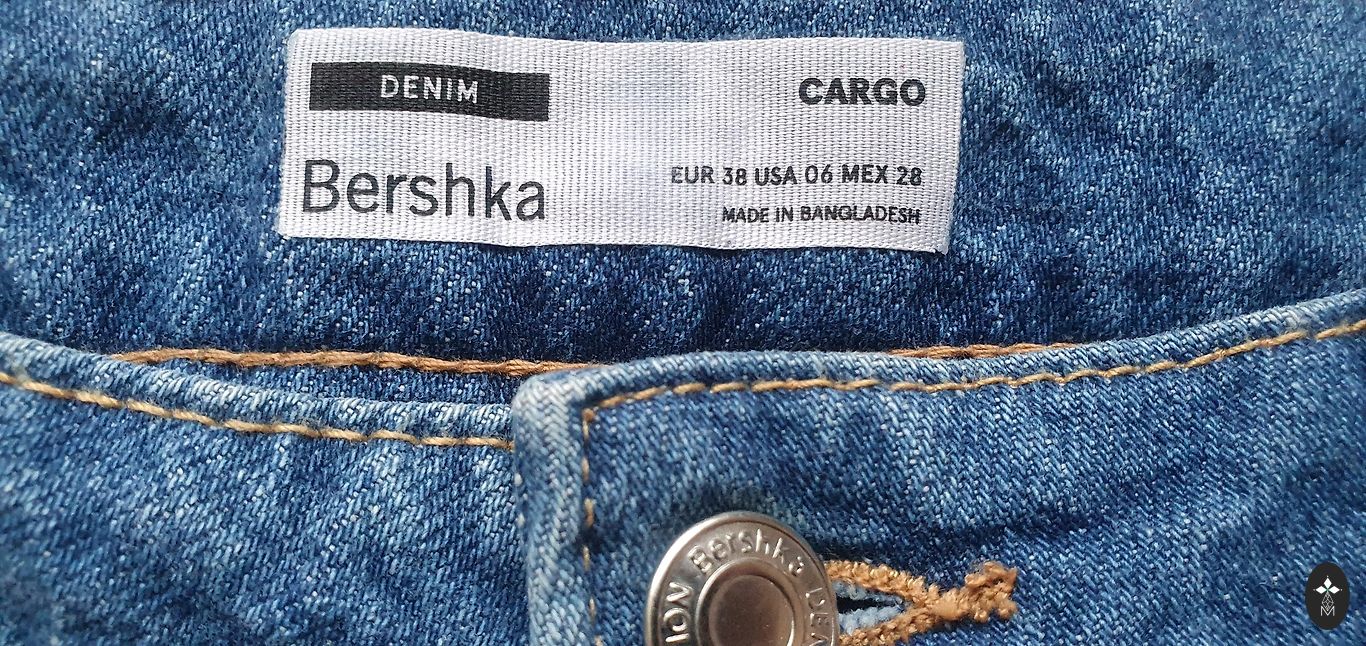 DENIM
CARGO
Bershka
EUR 38 USA 06 MEX 28
MADE IN BANGLADESH
Bershka